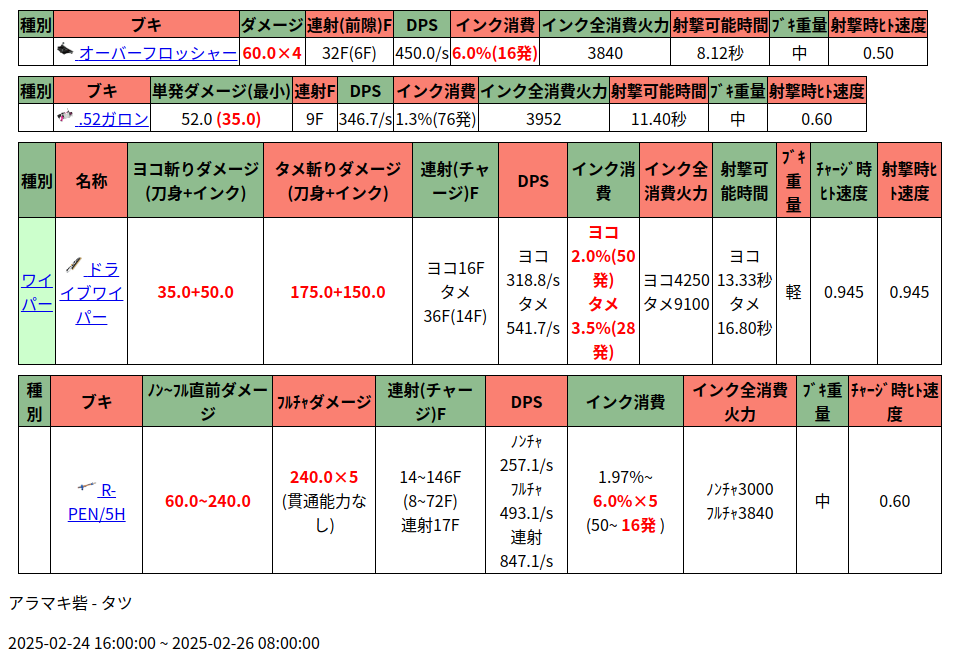 種別 ブキ ダメージ 連射(前隙)F DPS インク消費 インク全消費火力 射撃可能時間 ﾌﾞｷ重量 射撃時ﾋﾄ速度
オーバーフロッシャー 60.0×4 32F(6F) 450.0/s 6.0%(16発) 3840 8.12秒 中 0.50
種別 ブキ 単発ダメージ(最小) 連射F DPS インク消費 インク全消費火力 射撃可能時間 ﾌﾞｷ重量 射撃時ﾋﾄ速度
.52ガロン 52.0 (35.0) 9F 346.7/s 1.3%(76発) 3952 11.40秒 中 0.60
種別 名称 ヨコ斬りダメージ
(刀身+インク) タメ斬りダメージ
(刀身+インク) 連射(チャ
ージ)F DPS インク消
費 インク全
消費火力 射撃可
能時間 ﾌﾞｷ
重
量 ﾁｬｰｼﾞ時
ﾋﾄ速度 射撃時ﾋ
ﾄ速度
ワイ
パー ドラ
イブワイ
パー 35.0+50.0 175.0+150.0 ヨコ16F
タメ
36F(14F) ヨコ
318.8/s
タメ
541.7/s ヨコ
2.0%(50
発)
タメ
3.5%(28
発) ヨコ4250
タメ9100 ヨコ
13.33秒
タメ
16.80秒 軽 0.945 0.945
種
別 ブキ ﾉﾝ~ﾌﾙ直前ダメー
ジ ﾌﾙﾁｬダメージ 連射(チャー
ジ)F DPS インク消費 インク全消費
火力 ﾌﾞｷ重
量 ﾁｬｰｼﾞ時ﾋﾄ速
度
R-
PEN/5H 60.0~240.0 240.0×5
(貫通能力な
し) 14~146F
(8~72F)
連射17F ﾉﾝﾁｬ
257.1/s
ﾌﾙﾁｬ
493.1/s
連射
847.1/s 1.97%~
6.0%×5
(50~ 16発 ) ﾉﾝﾁｬ3000
ﾌﾙﾁｬ3840 中 0.60
アラマキ砦 - タツ
2025-02-24 16:00:00 ~ 2025-02-26 08:00:00